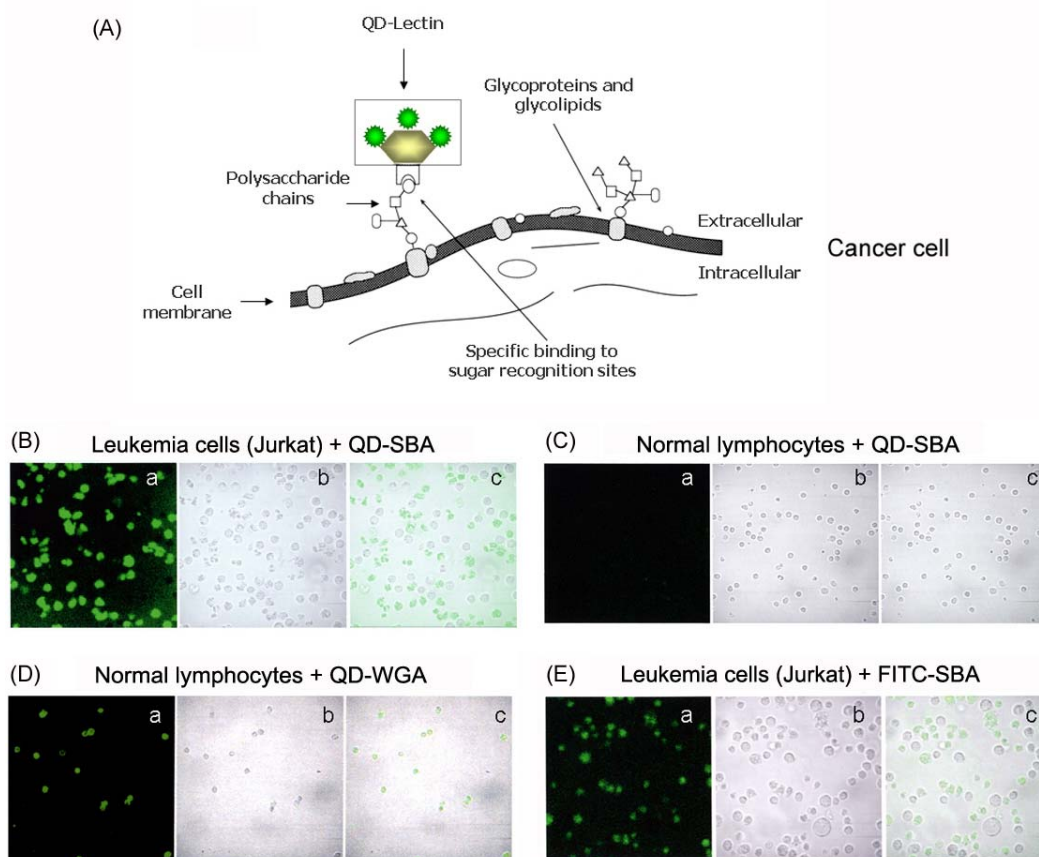 (A)
QD-Lectin
Glycoproteins and
glycolipids
Polysaccharide
chains
Extracellular
Cancer cell
Intracellular
Cell
membrane
Specific binding to
sugar recognition sites
(B)
Leukemia cells (Jurkat) + QD-SBA
a
b
c
(C)
Normal lymphocytes + QD-SBA
a
b
c
(D)
Normal lymphocytes + QD-WGA
a
b
c
(E)
Leukemia cells (Jurkat) + FITC-SBA
a
b
c